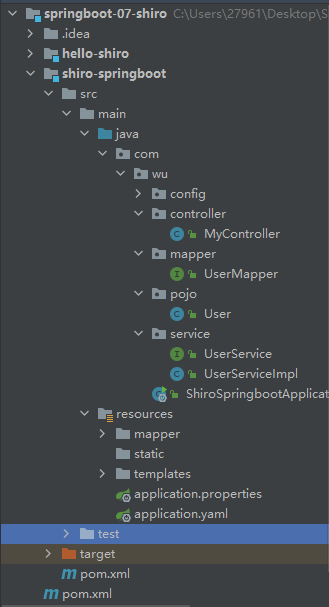 springboot-07-shiro C:\Users\27961\Desktop\S
.idea
hello-shiro
shiro-springboot
src
main
java
com
wu
config
controller
MyController
mapper
UserMapper
pojo
User
service
UserService
UserServiceImpl
ShiroSpringbootApplicat
resources
mapper
static
templates
application.properties
application.yaml
test
target
pom.xml
pom.xml